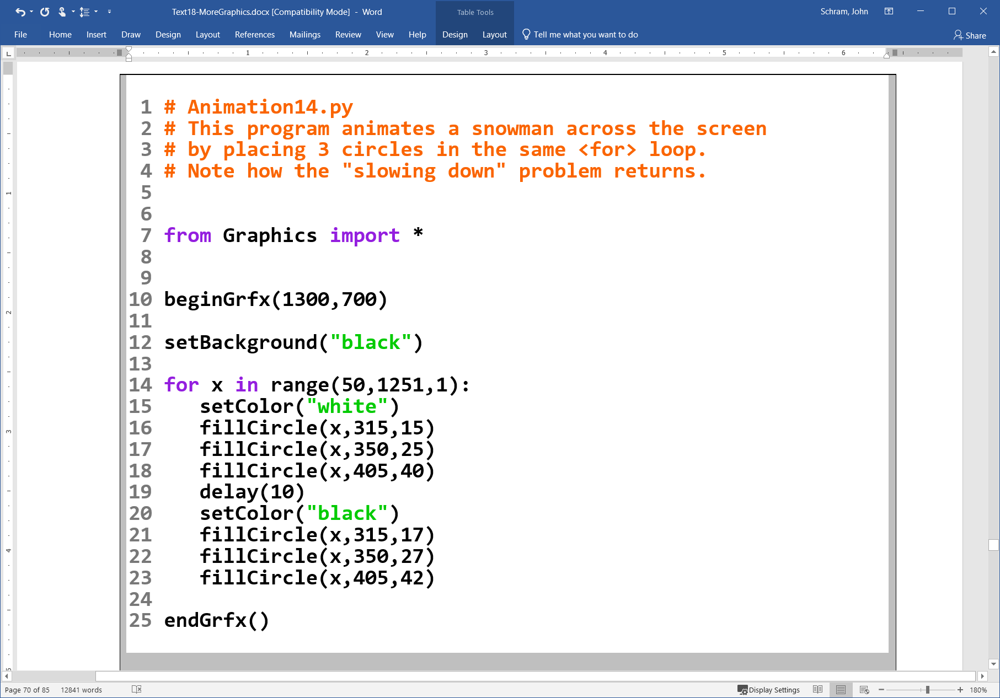 Text18-MoreGraphics.docx [Compatibility Mode] - Word
Table Tools
Schram, John
File Home Insert Draw Design Layout References Mailings Review View Help Design Layout Tell me what you want to do Share
L 1 2 3 4 5 6
1 # Animation14.py
2 # This program animates a snowman across the screen
3 # by placing 3 circles in the same <for> loop.
4 # Note how the "slowing down" problem returns.
5
6
7 from Graphics import *
8
9
10 beginGrfx(1300,700)
11
12 setBackground("black")
13
14 for x in range(50,1251,1):
15    setColor("white")
16    fillCircle(x,315,15)
17    fillCircle(x,350,25)
18    fillCircle(x,405,40)
19    delay(10)
20    setColor("black")
21    fillCircle(x,315,17)
22    fillCircle(x,350,27)
23    fillCircle(x,405,42)
24
25 endGrfx()
1
2
3
4
Page 70 of 85 12841 words Display Settings 180%